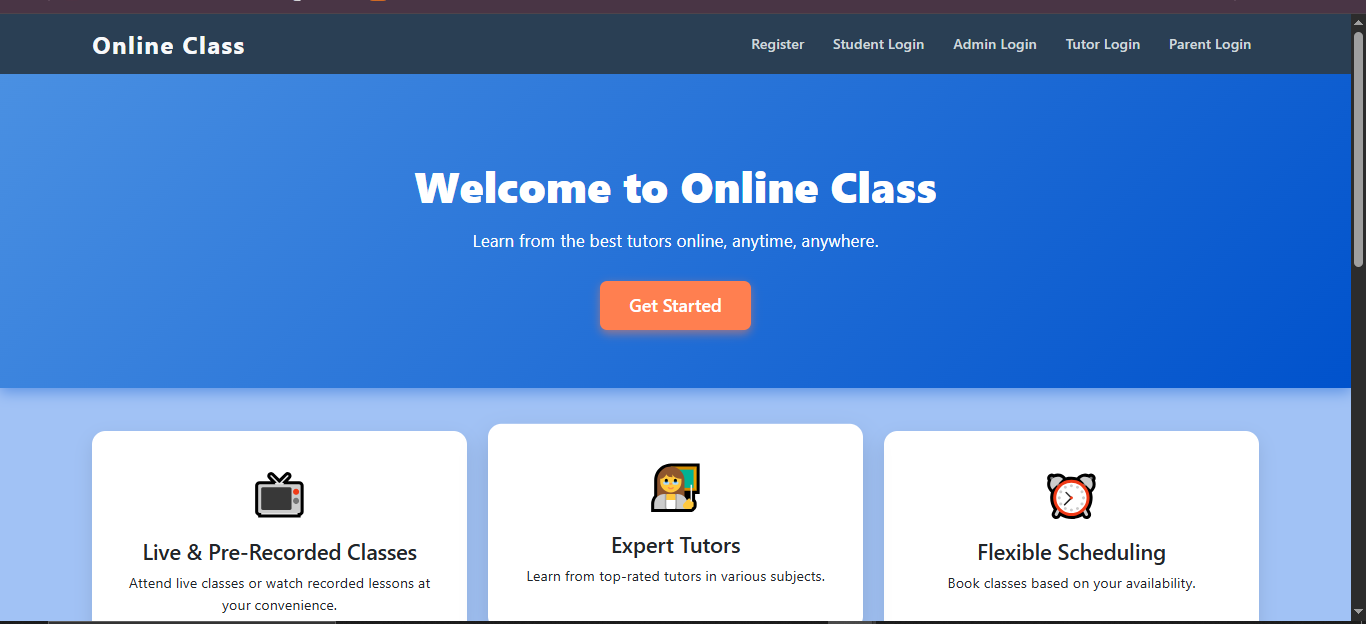 Online Class
Register
Student Login
Admin Login
Tutor Login
Parent Login
Welcome to Online Class
Learn from the best tutors online, anytime, anywhere.
Get Started
Live & Pre-Recorded Classes
Attend live classes or watch recorded lessons at
your convenience.
Expert Tutors
Learn from top-rated tutors in various subjects.
Flexible Scheduling
Book classes based on your availability.